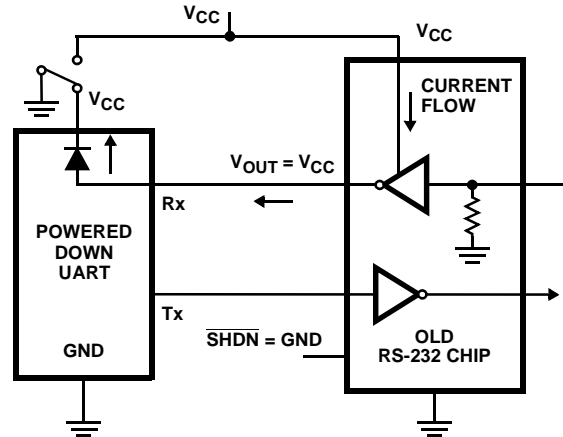 VCC
VCC
CURRENT
FLOW
VCC
VOUT = VCC
Rx
POWERED
DOWN
UART
Tx
SHDN = GND
OLD
RS-232 CHIP
GND